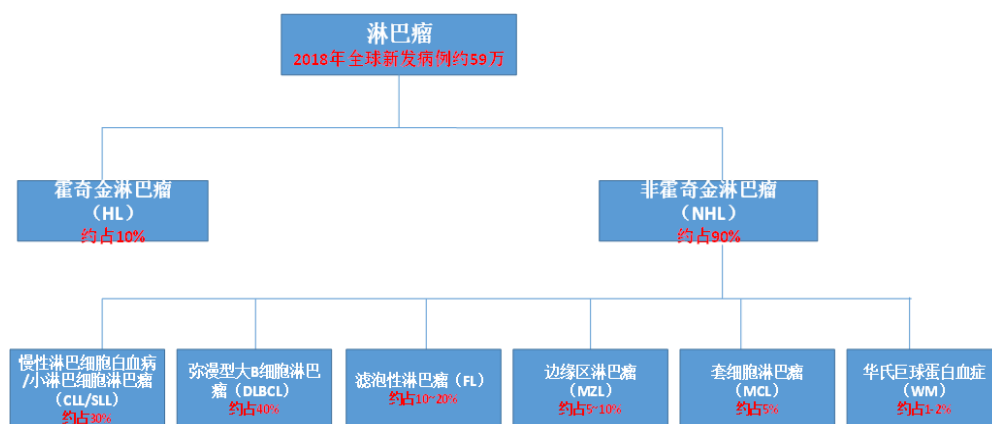 淋巴瘤
2018年全球新发病例约59万
霍奇金淋巴瘤
（HL）
约占10%
非霍奇金淋巴瘤
（NHL）
约占90%
慢性淋巴细胞白血病
/小淋巴细胞淋巴瘤
（CLL/SLL）
约占30%
弥漫型大B细胞淋巴
瘤（DLBCL）
约占40%
滤泡性淋巴瘤（FL）
约占10~20%
边缘区淋巴瘤
（MZL）
约占5~10%
套细胞淋巴瘤
（MCL）
约占5%
华氏巨球蛋白血症
（WM）
约占1-2%